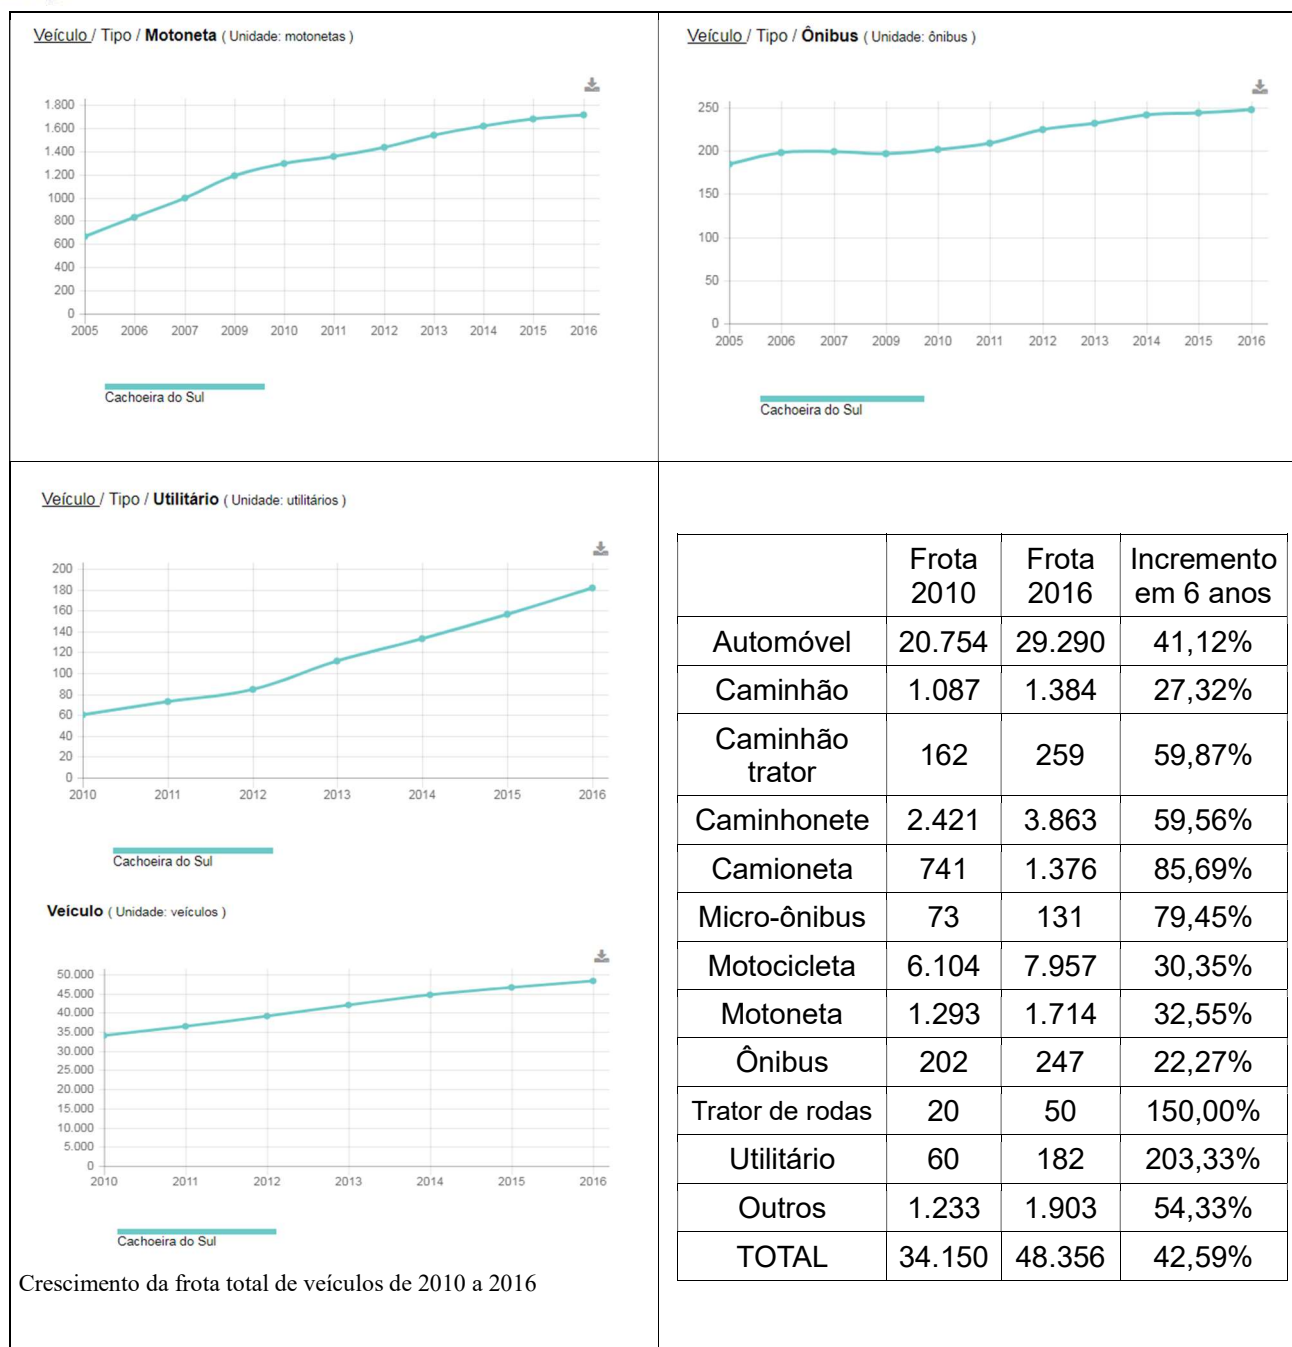 Veículo / Tipo / Motoneta ( Unidade: motonetas )
1.800
1.600
1.400
1.200
1000
800
600
400
200
0
2005 2006 2007 2009 2010 2011 2012 2013 2014 2015 2016
Cachoeira do Sul
Veículo / Tipo / Ônibus ( Unidade: ônibus )
250
200
150
100
50
0
2005 2006 2007 2009 2010 2011 2012 2013 2014 2015 2016
Cachoeira do Sul
Veículo / Tipo / Utilitário ( Unidade: utilitários )
200
180
160
140
120
100
80
60
40
20
0
2010 2011 2012 2013 2014 2015 2016
Cachoeira do Sul
Veículo ( Unidade: veículos )
50.000
45.000
40.000
35.000
30.000
25.000
20.000
15.000
10.000
5.000
0
2010 2011 2012 2013 2014 2015 2016
Cachoeira do Sul
Crescimento da frota total de veículos de 2010 a 2016
Frota 2010 Frota 2016 Incremento em 6 anos
Automóvel 20.754 29.290 41,12%
Caminhão 1.087 1.384 27,32%
Caminhão trator 162 259 59,87%
Caminhonete 2.421 3.863 59,56%
Camioneta 741 1.376 85,69%
Micro-ônibus 73 131 79,45%
Motocicleta 6.104 7.957 30,35%
Motoneta 1.293 1.714 32,55%
Ônibus 202 247 22,27%
Trator de rodas 20 50 150,00%
Utilitário 60 182 203,33%
Outros 1.233 1.903 54,33%
TOTAL 34.150 48.356 42,59%